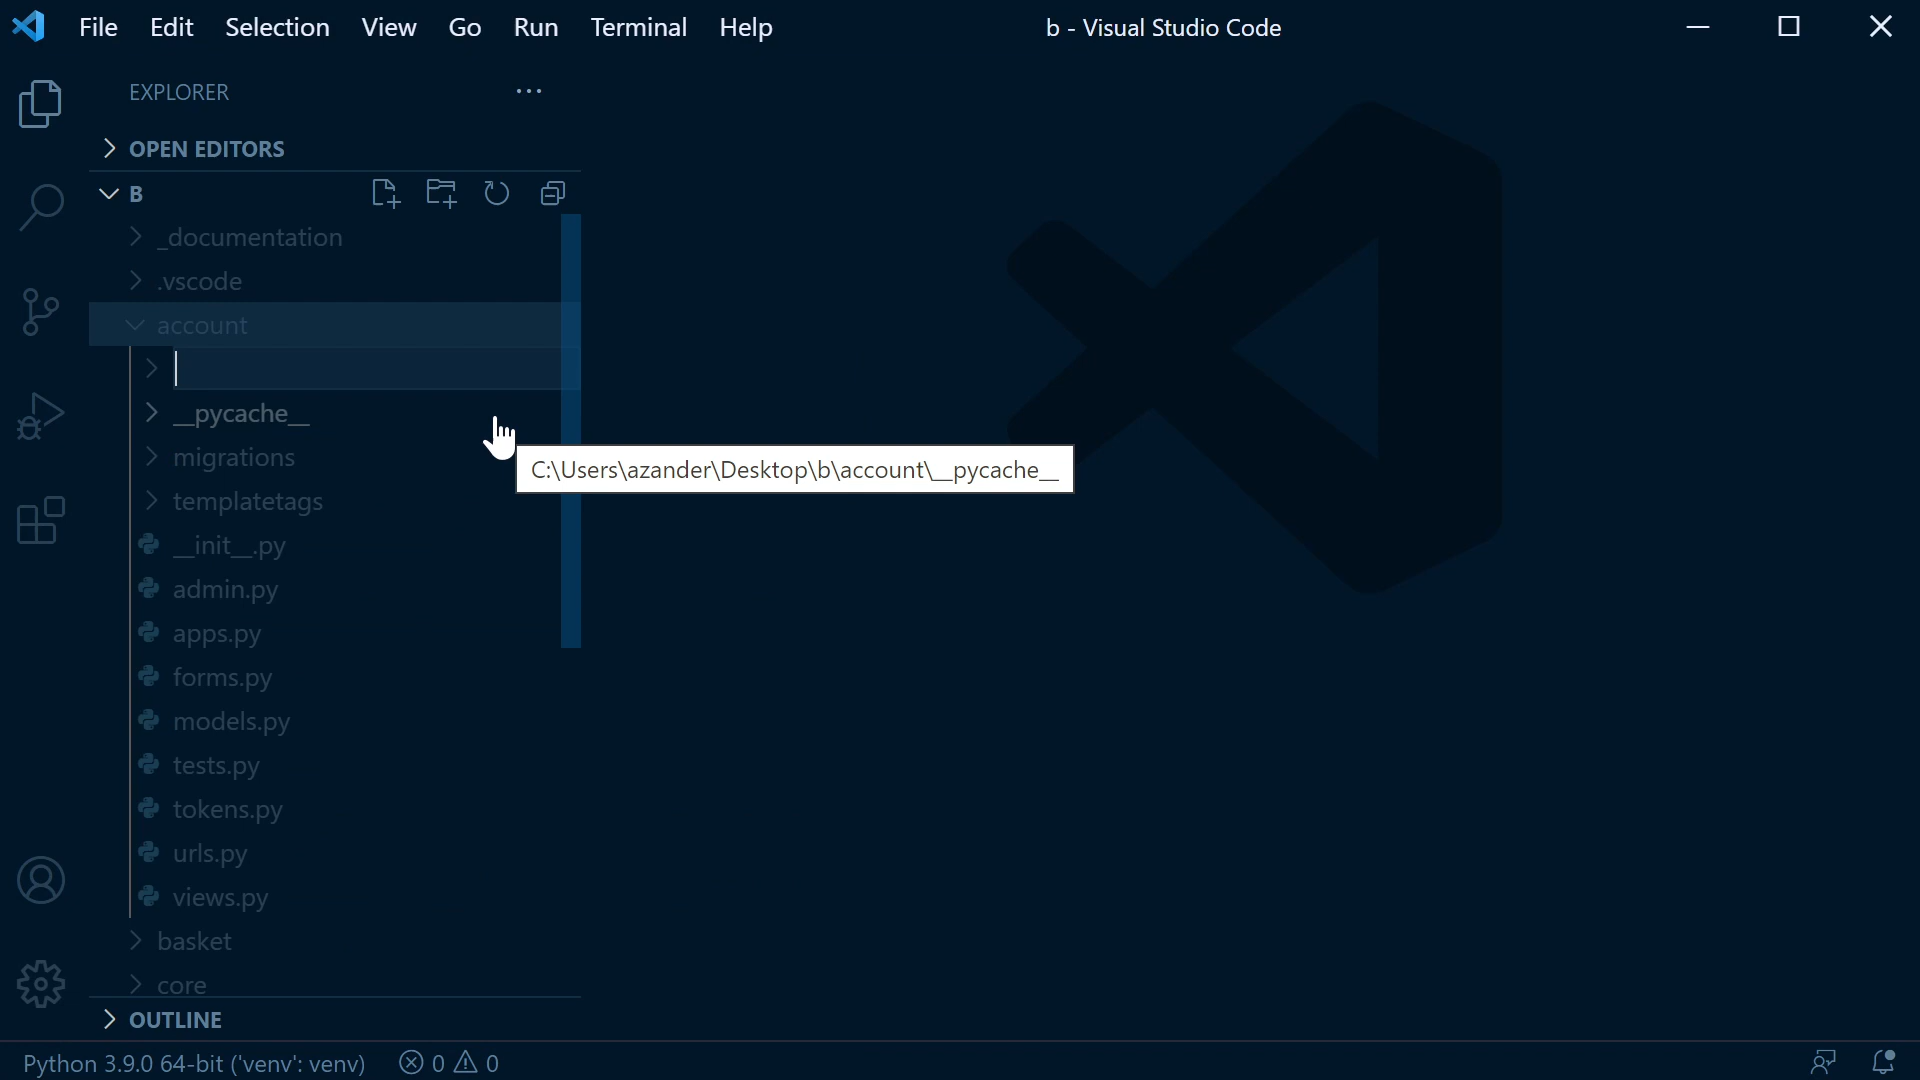 File Edit Selection View Go Run Terminal Help b - Visual Studio Code
EXPLORER
OPEN EDITORS
B
_documentation
.vscode
account
__pycache__
C:\Users\azander\Desktop\b\account\__pycache__
migrations
templatetags
__init__.py
admin.py
apps.py
forms.py
models.py
tests.py
tokens.py
urls.py
views.py
basket
core
OUTLINE
Python 3.9.0 64-bit ('venv': venv) 0 0